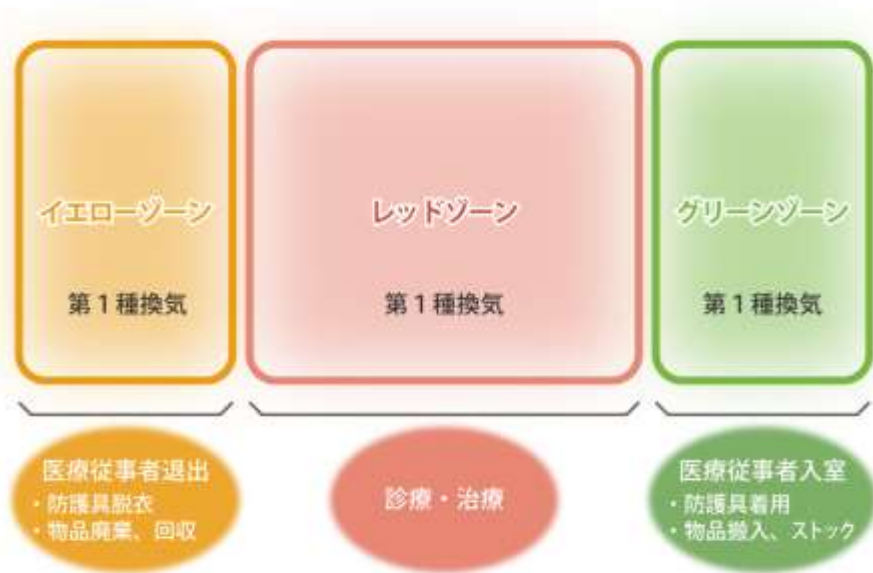 イエローゾーン
レッドゾーン
グリーンゾーン
第1種換気
第1種換気
第1種換気
医療従事者退出
・防護具脱衣
・物品廃棄、回収
診療・治療
医療従事者入室
・防護具着用
・物品搬入、ストック